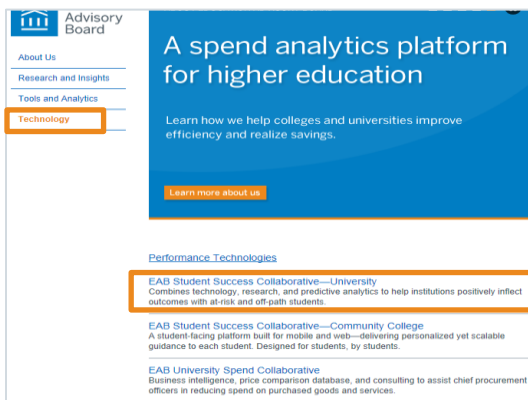 Advisory
Board
About Us
Research and Insights
Tools and Analytics
Technology
A spend analytics platform
for higher education
Learn how we help colleges and universities improve
efficiency and realize savings.
Learn more about us
Performance Technologies
EAB Student Success Collaborative—University
Combines technology, research, and predictive analytics to help institutions positively inflect
outcomes with at-risk and off-path students.
EAB Student Success Collaborative—Community College
A student-facing platform built for mobile and web—delivering personalized yet scalable
guidance to each student. Designed for students, by students.
EAB University Spend Collaborative
Business intelligence, price comparison database, and consulting to assist chief procurement
officers in reducing spend on purchased goods and services.